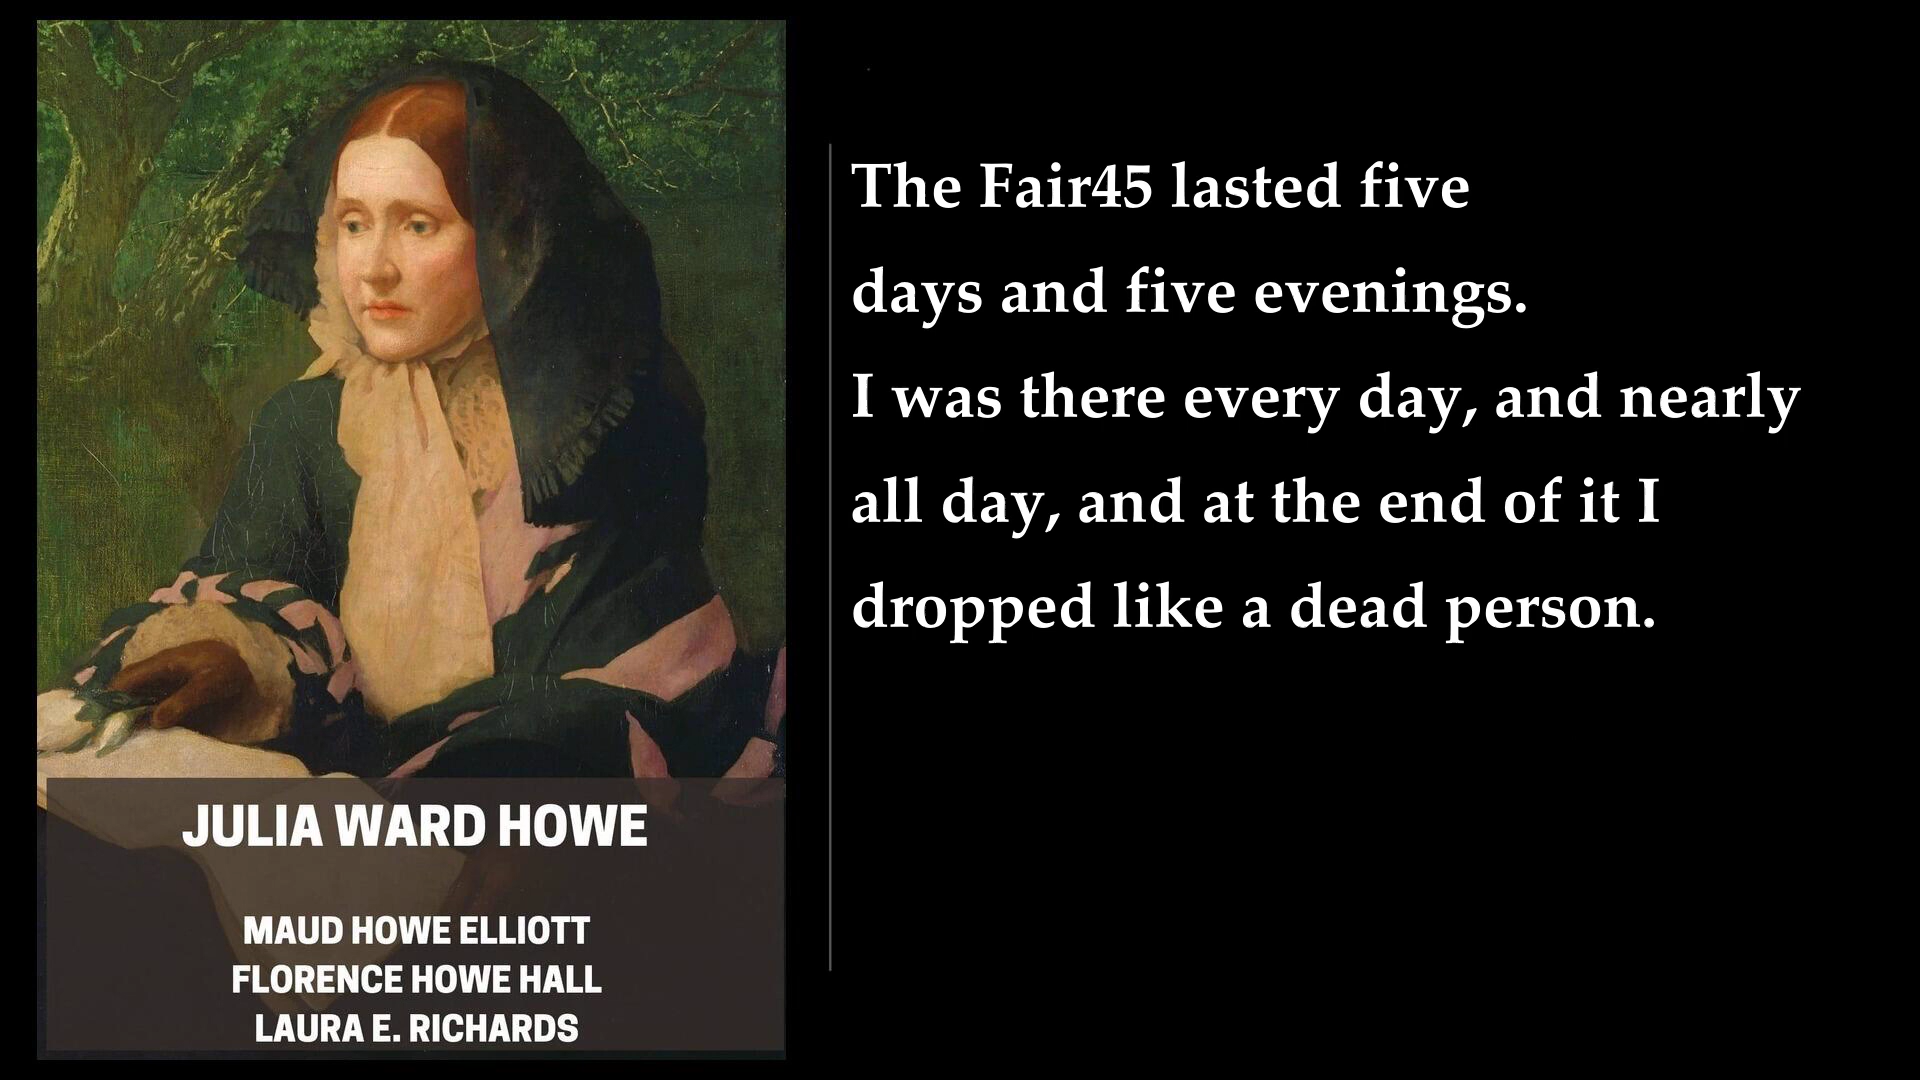 The Fair45 lasted five
days and five evenings.
I was there every day, and nearly
all day, and at the end of it I
dropped like a dead person.
JULIA WARD HOWE
MAUD HOWE ELLIOTT
FLORENCE HOWE HALL
LAURA E. RICHARDS